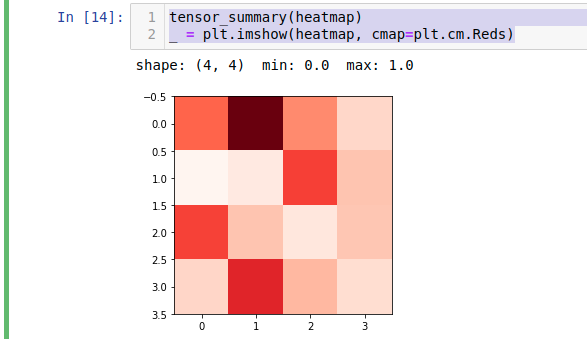 In [14]:
1 tensor_summary(heatmap)
2 _ = plt.imshow(heatmap, cmap=plt.cm.Reds)
shape: (4, 4)  min: 0.0  max: 1.0
−0.5
0.0
0.5
1.0
1.5
2.0
2.5
3.0
3.5
0 1 2 3